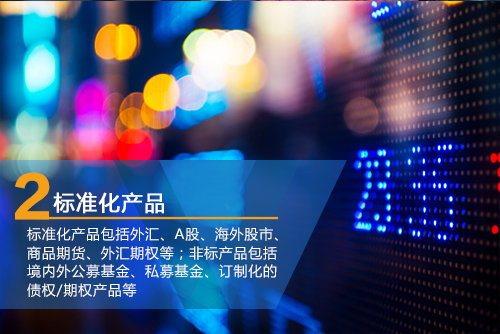 2 标准化产品
标准化产品包括外汇、A股、海外股市、
商品期货、外汇期权等；非标产品包括
境内外公募基金、私募基金、订制化的
债权/期权产品等